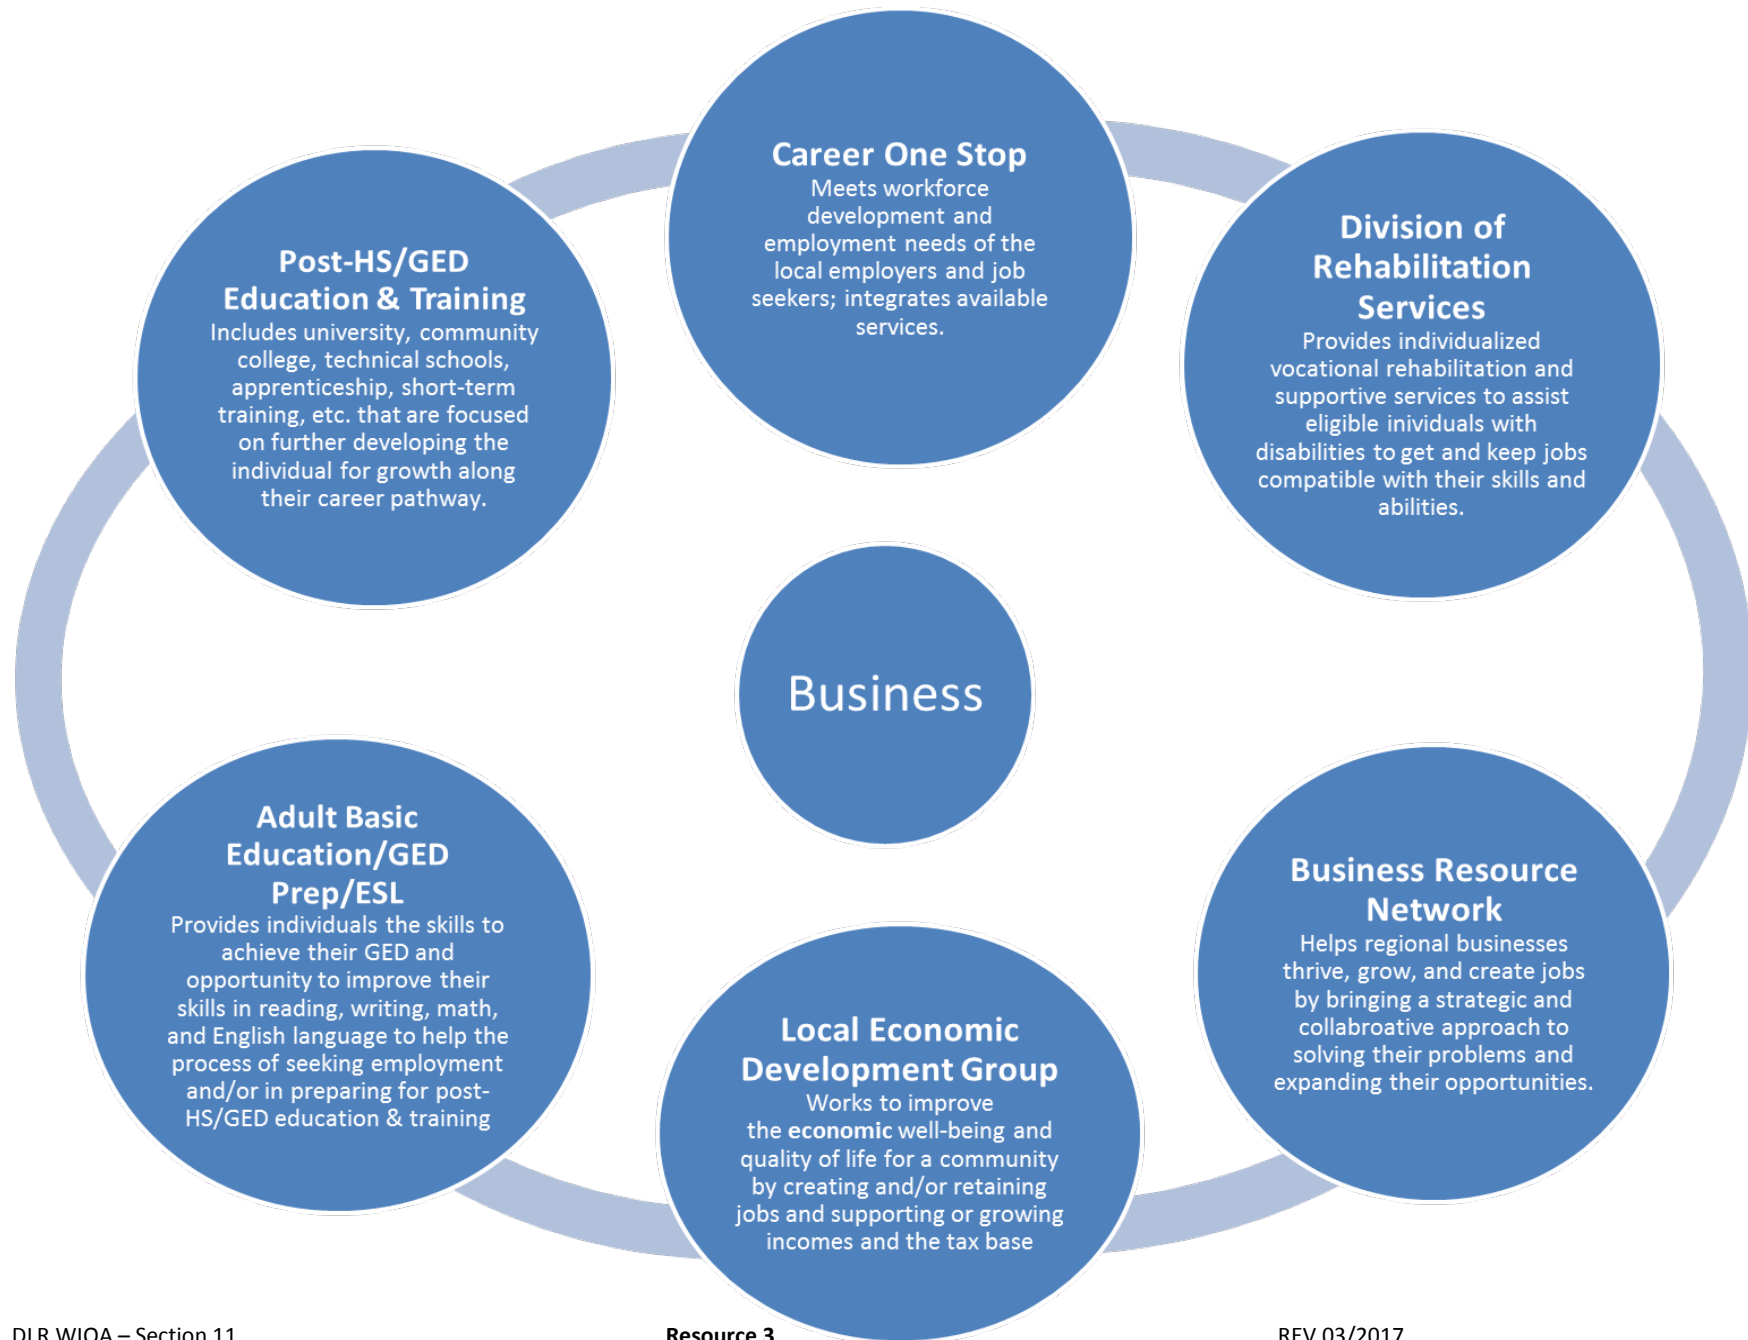 Career One Stop
Meets workforce
development and
employment needs of the
local employers and job
seekers; integrates available
services.
Division of
Rehabilitation
Services
Provides individualized
vocational rehabilitation and
supportive services to assist
eligible inividuals with
disabilities to get and keep jobs
compatible with their skills and
abilities.
Business Resource
Network
Helps regional businesses
thrive, grow, and create jobs
by bringing a strategic and
collabroative approach to
solving their problems and
expanding their opportunities.
Local Economic
Development Group
Works to improve
the economic well-being and
quality of life for a community
by creating and/or retaining
jobs and supporting or growing
incomes and the tax base
Adult Basic
Education/GED
Prep/ESL
Provides individuals the skills to
achieve their GED and
opportunity to improve their
skills in reading, writing, math,
and English language to help the
process of seeking employment
and/or in preparing for post-
HS/GED education & training
Post-HS/GED
Education & Training
Includes university, community
college, technical schools,
apprenticeship, short-term
training, etc. that are focused
on further developing the
individual for growth along
their career pathway.
Business
DLR WIOA – Section 11
Resource 3
REV 03/2017